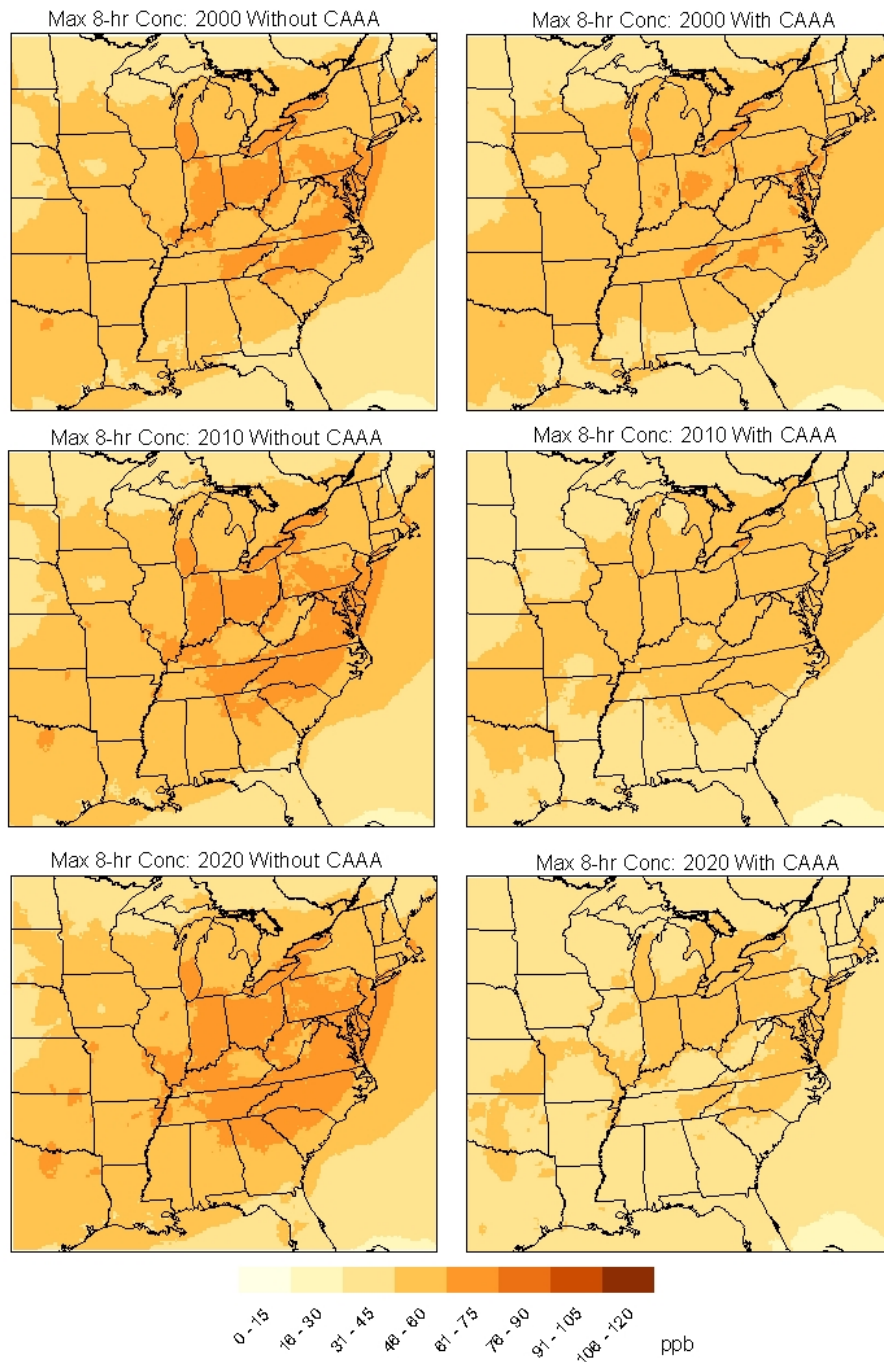 Max 8-hr Conc: 2000 Without CAAA
Max 8-hr Conc: 2000 With CAAA
Max 8-hr Conc: 2010 Without CAAA
Max 8-hr Conc: 2010 With CAAA
Max 8-hr Conc: 2020 Without CAAA
Max 8-hr Conc: 2020 With CAAA
0 - 15
16 - 30
31 - 45
46 - 60
61 - 75
76 - 90
91 - 105
106 - 120
ppb